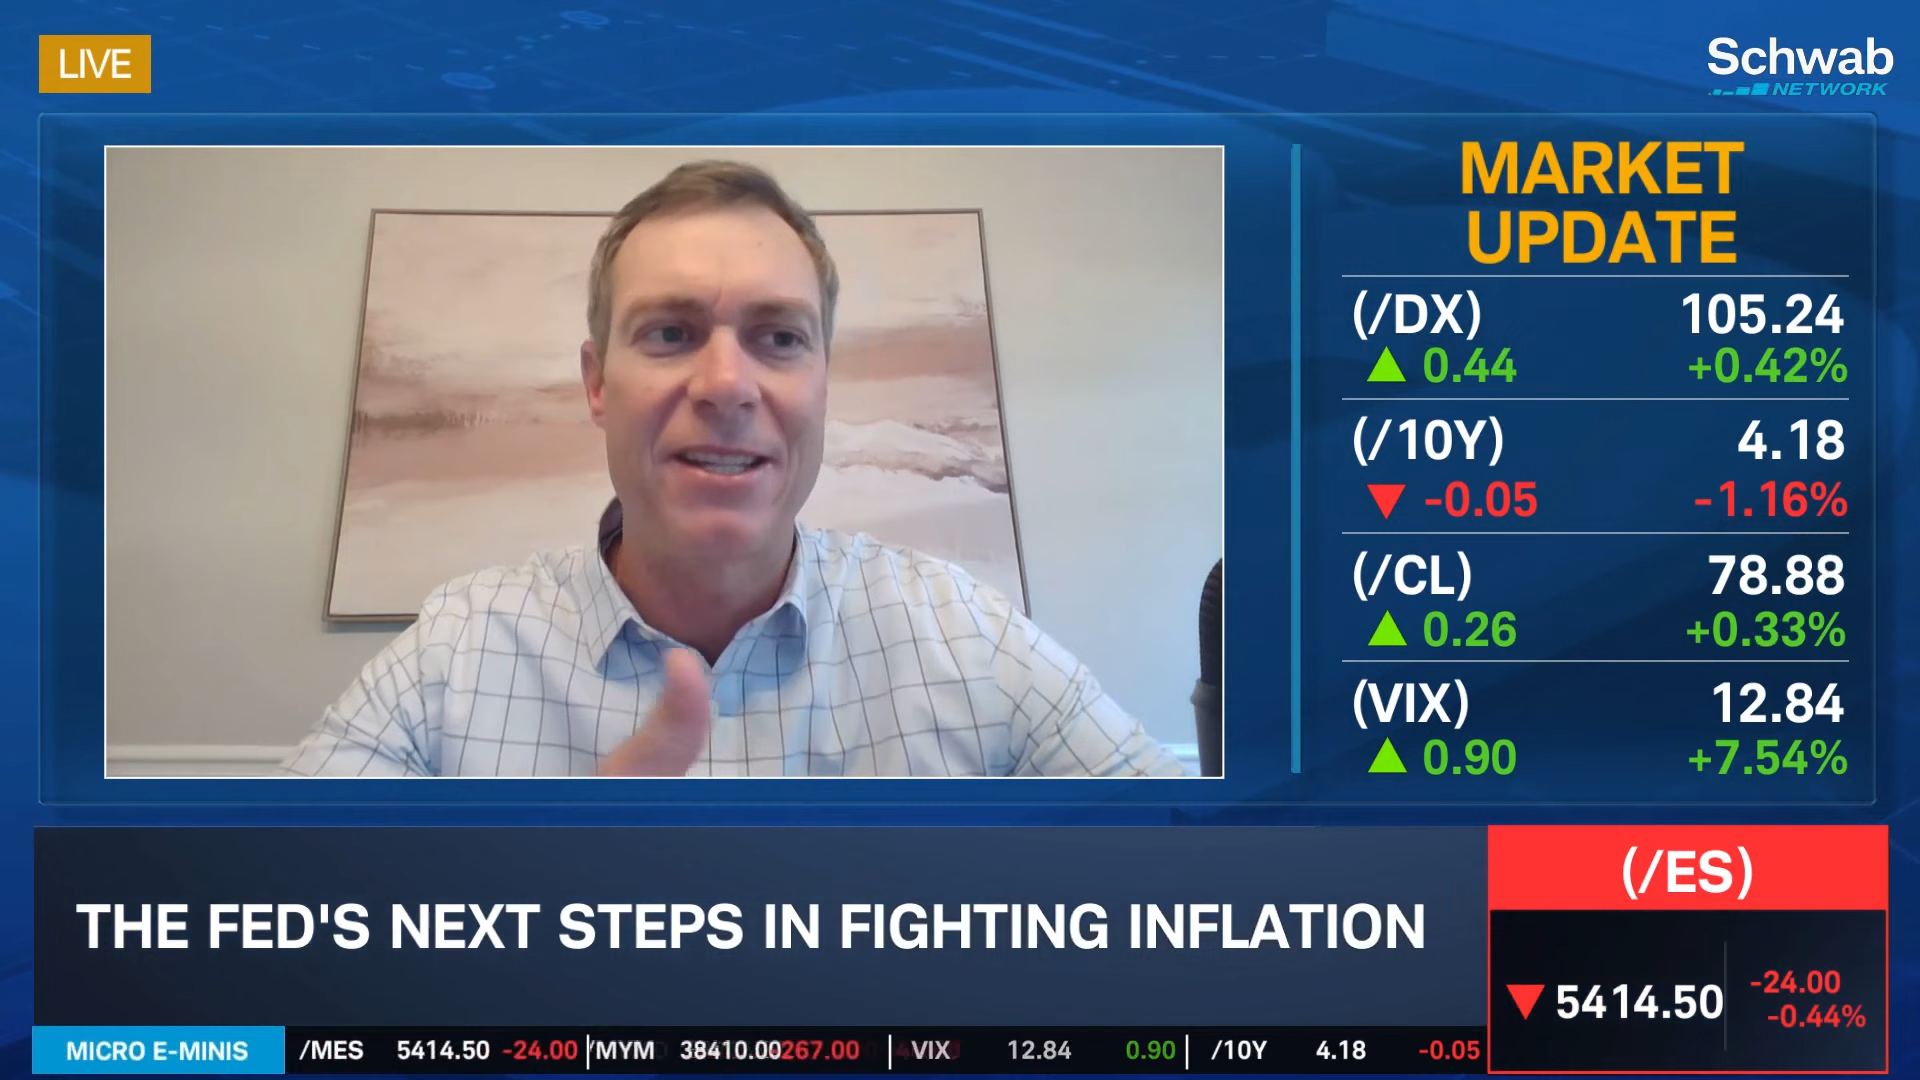 LIVE
Schwab
NETWORK
MARKET
UPDATE
(/DX) 105.24
▲ 0.44 +0.42%
(/10Y) 4.18
▼ -0.05 -1.16%
(/CL) 78.88
▲ 0.26 +0.33%
(VIX) 12.84
▲ 0.90 +7.54%
THE FED'S NEXT STEPS IN FIGHTING INFLATION
(/ES)
▼ 5414.50 -24.00
-0.44%
MICRO E-MINIS /MES 5414.50 -24.00 MYM 38410.00 267.00 VIX 12.84 0.90 /10Y 4.18 -0.05